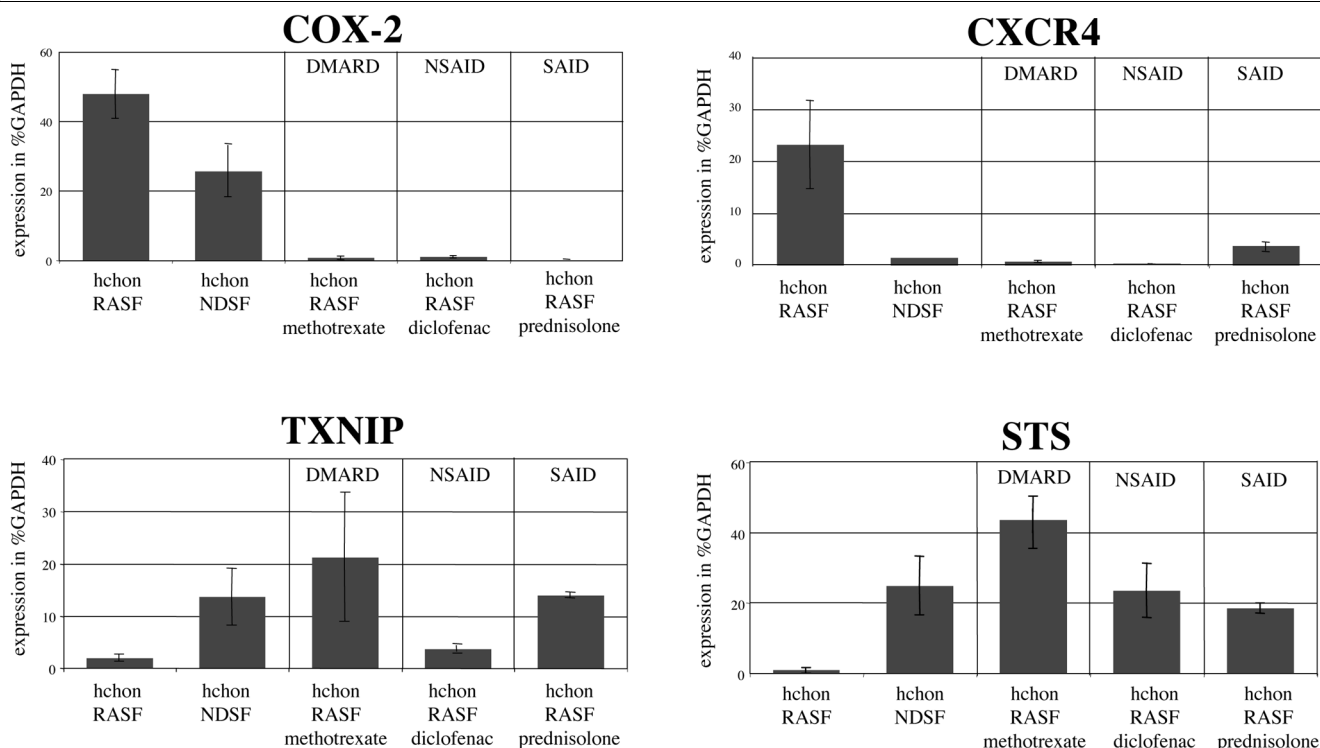 COX-2
expression in %GAPDH
60
40
20
0
DMARD NSAID SAID
hchon hchon hchon hchon hchon
RASF NDSF RASF RASF RASF
methotrexate diclofenac prednisolone
CXCR4
expression in %GAPDH
40
30
20
10
0
DMARD NSAID SAID
hchon hchon hchon hchon hchon
RASF NDSF RASF RASF RASF
methotrexate diclofenac prednisolone
TXNIP
expression in %GAPDH
40
30
20
10
0
DMARD NSAID SAID
hchon hchon hchon hchon hchon
RASF NDSF RASF RASF RASF
methotrexate diclofenac prednisolone
STS
expression in %GAPDH
60
40
20
0
DMARD NSAID SAID
hchon hchon hchon hchon hchon
RASF NDSF RASF RASF RASF
methotrexate diclofenac prednisolone